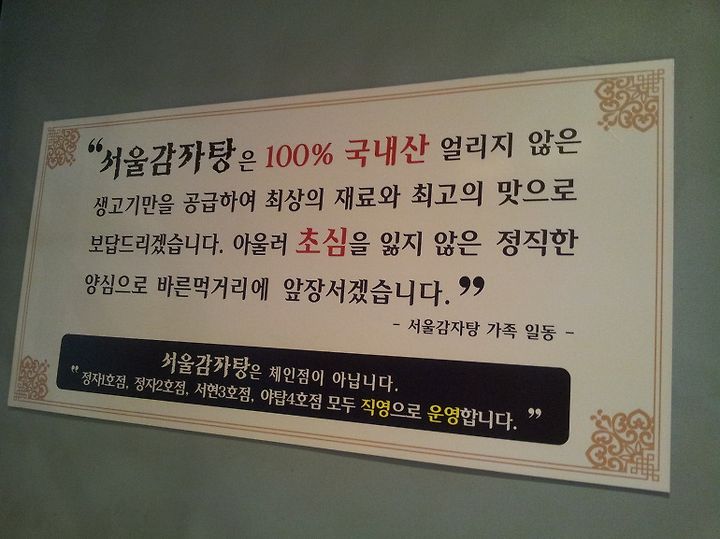 “서울감자탕은 100% 국내산 얼리지 않은
생고기만을 공급하여 최상의 재료와 최고의 맛으로
보답드리겠습니다. 아울러 초심을 잃지 않은 정직한
양심으로 바른먹거리에 앞장서겠습니다.”
- 서울감자탕 가족 일동 -
서울감자탕은 체인점이 아닙니다.
“정자1호점, 정자2호점, 서현3호점, 야탑4호점 모두 직영으로 운영합니다.”